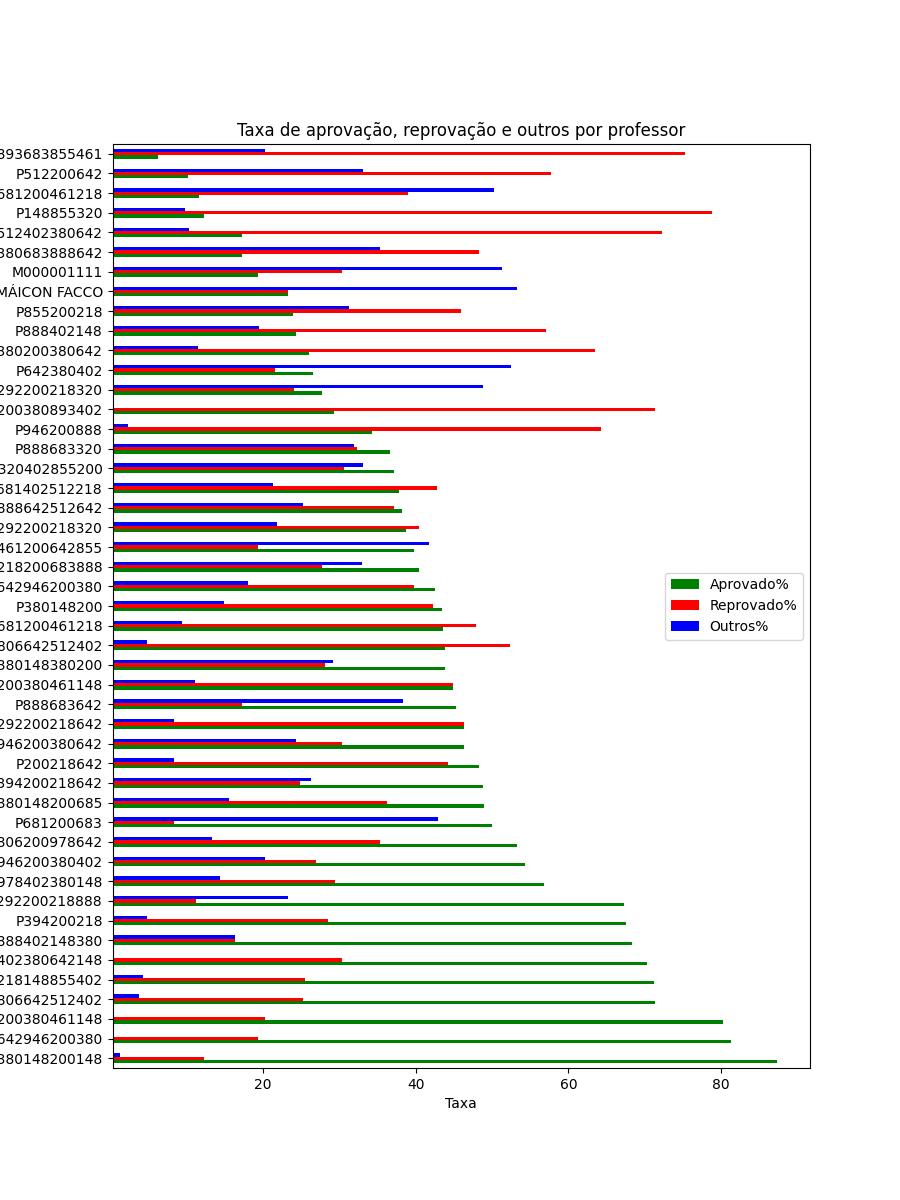 Taxa de aprovação, reprovação e outros por professor
893683855461
P512200642
681200461218
P148855320
512402380642
380683888642
M000001111
MÁICON FACCO
P855200218
P888402148
380200380642
P642380402
292200218320
200380893402
P946200888
P888683320
320402855200
681402512218
888642512642
292200218320
461200642855
218200683888
642946200380
P380148200
681200461218
806642512402
380148380200
200380461148
P888683642
292200218642
946200380642
P200218642
394200218642
380148200685
P681200683
806200978642
946200380402
978402380148
292200218888
P394200218
888402148380
402380642148
218148855402
806642512402
200380461148
642946200380
380148200148
Aprovado%
Reprovado%
Outros%
20 40 60 80
Taxa